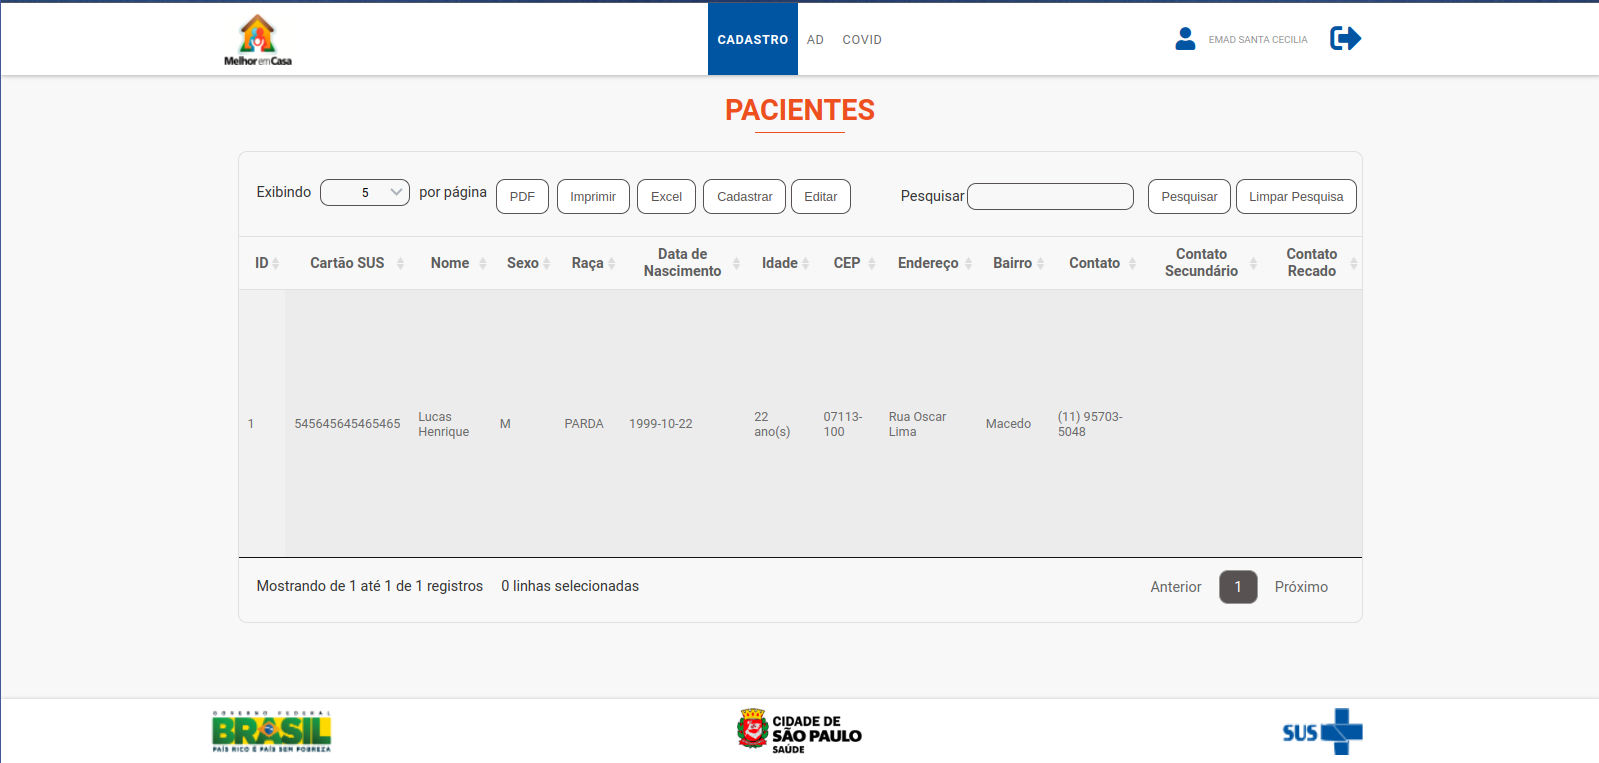 Melhor em Casa
CADASTRO AD COVID
EMAD SANTA CECILIA
PACIENTES
Exibindo 5 por página PDF Imprimir Excel Cadastrar Editar Pesquisar Pesquisar Limpar Pesquisa
ID Cartão SUS Nome Sexo Raça Data de Nascimento Idade CEP Endereço Bairro Contato Contato Secundário Contato Recado
1 545645645465465 Lucas Henrique M PARDA 1999-10-22 22 ano(s) 07113-100 Rua Oscar Lima Macedo (11) 95703-5048
Mostrando de 1 até 1 de 1 registros 0 linhas selecionadas
Anterior 1 Próximo
GOVERNO FEDERAL
BRASIL
PAÍS RICO É PAÍS SEM POBREZA
CIDADE DE
SÃO PAULO
SAÚDE
SUS